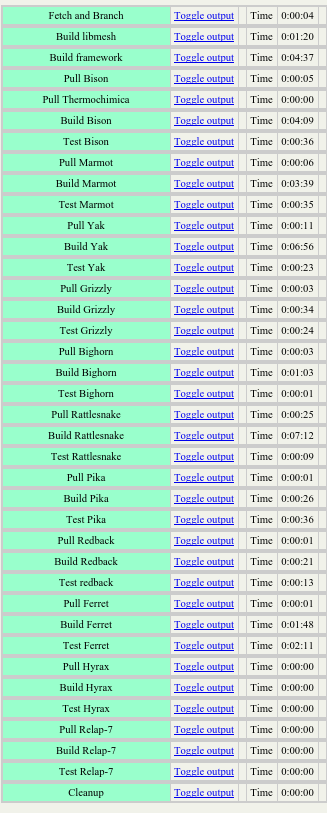 Fetch and Branch Toggle output Time 0:00:04
Build libmesh Toggle output Time 0:01:20
Build framework Toggle output Time 0:04:37
Pull Bison Toggle output Time 0:00:05
Pull Thermochimica Toggle output Time 0:00:00
Build Bison Toggle output Time 0:04:09
Test Bison Toggle output Time 0:00:36
Pull Marmot Toggle output Time 0:00:06
Build Marmot Toggle output Time 0:03:39
Test Marmot Toggle output Time 0:00:35
Pull Yak Toggle output Time 0:00:11
Build Yak Toggle output Time 0:06:56
Test Yak Toggle output Time 0:00:23
Pull Grizzly Toggle output Time 0:00:03
Build Grizzly Toggle output Time 0:00:34
Test Grizzly Toggle output Time 0:00:24
Pull Bighorn Toggle output Time 0:00:03
Build Bighorn Toggle output Time 0:01:03
Test Bighorn Toggle output Time 0:00:01
Pull Rattlesnake Toggle output Time 0:00:25
Build Rattlesnake Toggle output Time 0:07:12
Test Rattlesnake Toggle output Time 0:00:09
Pull Pika Toggle output Time 0:00:01
Build Pika Toggle output Time 0:00:26
Test Pika Toggle output Time 0:00:36
Pull Redback Toggle output Time 0:00:01
Build Redback Toggle output Time 0:00:21
Test redback Toggle output Time 0:00:13
Pull Ferret Toggle output Time 0:00:01
Build Ferret Toggle output Time 0:01:48
Test Ferret Toggle output Time 0:02:11
Pull Hyrax Toggle output Time 0:00:00
Build Hyrax Toggle output Time 0:00:00
Test Hyrax Toggle output Time 0:00:00
Pull Relap-7 Toggle output Time 0:00:00
Build Relap-7 Toggle output Time 0:00:00
Test Relap-7 Toggle output Time 0:00:00
Cleanup Toggle output Time 0:00:00